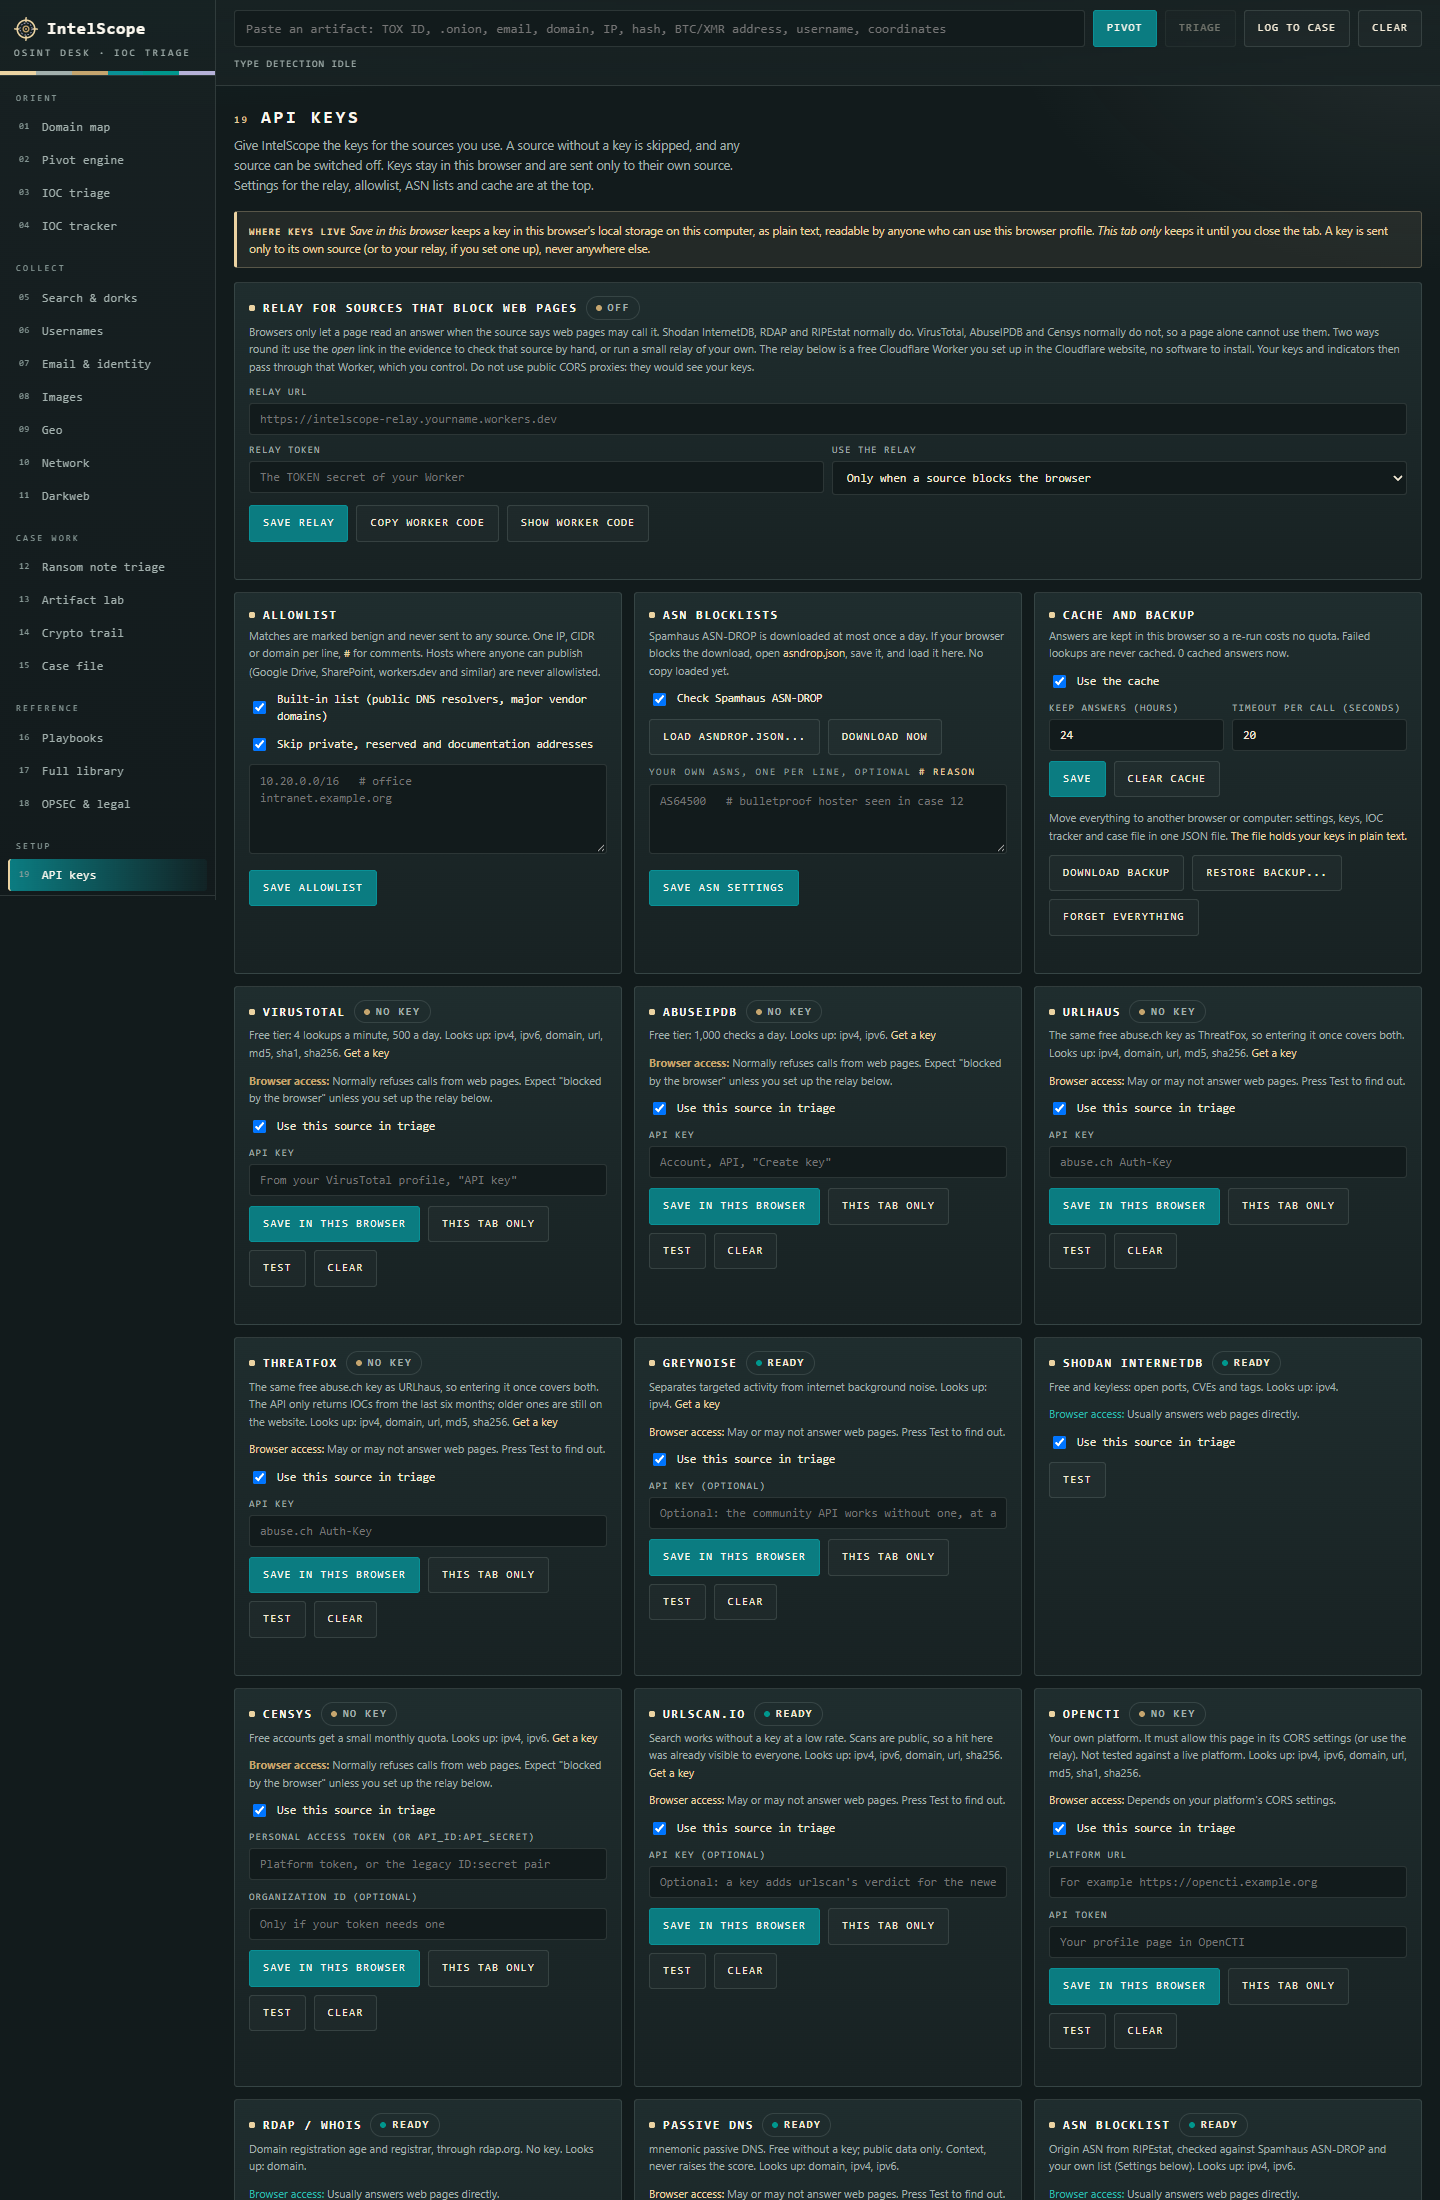 IntelScope
OSINT DESK · IOC TRIAGE
Paste an artifact: TOX ID, .onion, email, domain, IP, hash, BTC/XMR address, username, coordinates
PIVOT
TRIAGE
LOG TO CASE
CLEAR
TYPE DETECTION IDLE
ORIENT
01 Domain map
02 Pivot engine
03 IOC triage
04 IOC tracker
COLLECT
05 Search & dorks
06 Usernames
07 Email & identity
08 Images
09 Geo
10 Network
11 Darkweb
CASE WORK
12 Ransom note triage
13 Artifact lab
14 Crypto trail
15 Case file
REFERENCE
16 Playbooks
17 Full library
18 OPSEC & legal
SETUP
19 API keys
19 API KEYS
Give IntelScope the keys for the sources you use. A source without a key is skipped, and any
source can be switched off. Keys stay in this browser and are sent only to their own source.
Settings for the relay, allowlist, ASN lists and cache are at the top.
WHERE KEYS LIVE Save in this browser keeps a key in this browser's local storage on this computer, as plain text, readable by anyone who can use this browser profile. This tab only keeps it until you close the tab. A key is sent
only to its own source (or to your relay, if you set one up), never anywhere else.
RELAY FOR SOURCES THAT BLOCK WEB PAGES
OFF
Browsers only let a page read an answer when the source says web pages may call it. Shodan InternetDB, RDAP and RIPEstat normally do. VirusTotal, AbuseIPDB and Censys normally do not, so a page alone cannot use them. Two ways
round it: use the open link in the evidence to check that source by hand, or run a small relay of your own. The relay below is a free Cloudflare Worker you set up in the Cloudflare website, no software to install. Your keys and indicators then
pass through that Worker, which you control. Do not use public CORS proxies: they would see your keys.
RELAY URL
https://intelscope-relay.yourname.workers.dev
RELAY TOKEN
The TOKEN secret of your Worker
USE THE RELAY
Only when a source blocks the browser
SAVE RELAY
COPY WORKER CODE
SHOW WORKER CODE
ALLOWLIST
Matches are marked benign and never sent to any source. One IP, CIDR
or domain per line, # for comments. Hosts where anyone can publish
(Google Drive, SharePoint, workers.dev and similar) are never allowlisted.
Built-in list (public DNS resolvers, major vendor
domains)
Skip private, reserved and documentation addresses
10.20.0.0/16 # office
intranet.example.org
SAVE ALLOWLIST
ASN BLOCKLISTS
Spamhaus ASN-DROP is downloaded at most once a day. If your browser
blocks the download, open asndrop.json, save it, and load it here. No
copy loaded yet.
Check Spamhaus ASN-DROP
LOAD ASNDROP.JSON...
DOWNLOAD NOW
YOUR OWN ASNS, ONE PER LINE, OPTIONAL # REASON
AS64500 # bulletproof hoster seen in case 12
SAVE ASN SETTINGS
CACHE AND BACKUP
Answers are kept in this browser so a re-run costs no quota. Failed
lookups are never cached. 0 cached answers now.
Use the cache
KEEP ANSWERS (HOURS)
24
TIMEOUT PER CALL (SECONDS)
20
SAVE
CLEAR CACHE
Move everything to another browser or computer: settings, keys, IOC
tracker and case file in one JSON file. The file holds your keys in plain text.
DOWNLOAD BACKUP
RESTORE BACKUP...
FORGET EVERYTHING
VIRUSTOTAL
NO KEY
Free tier: 4 lookups a minute, 500 a day. Looks up: ipv4, ipv6, domain, url,
md5, sha1, sha256. Get a key
Browser access: Normally refuses calls from web pages. Expect "blocked
by the browser" unless you set up the relay below.
Use this source in triage
API KEY
From your VirusTotal profile, "API key"
SAVE IN THIS BROWSER
THIS TAB ONLY
TEST
CLEAR
ABUSEIPDB
NO KEY
Free tier: 1,000 checks a day. Looks up: ipv4, ipv6. Get a key
Browser access: Normally refuses calls from web pages. Expect "blocked
by the browser" unless you set up the relay below.
Use this source in triage
API KEY
Account, API, "Create key"
SAVE IN THIS BROWSER
THIS TAB ONLY
TEST
CLEAR
URLHAUS
NO KEY
The same free abuse.ch key as ThreatFox, so entering it once covers both.
Looks up: ipv4, domain, url, md5, sha256. Get a key
Browser access: May or may not answer web pages. Press Test to find out.
Use this source in triage
API KEY
abuse.ch Auth-Key
SAVE IN THIS BROWSER
THIS TAB ONLY
TEST
CLEAR
THREATFOX
NO KEY
The same free abuse.ch key as URLhaus, so entering it once covers both.
The API only returns IOCs from the last six months; older ones are still on
the website. Looks up: ipv4, domain, url, md5, sha256. Get a key
Browser access: May or may not answer web pages. Press Test to find out.
Use this source in triage
API KEY
abuse.ch Auth-Key
SAVE IN THIS BROWSER
THIS TAB ONLY
TEST
CLEAR
GREYNOISE
READY
Separates targeted activity from internet background noise. Looks up:
ipv4. Get a key
Browser access: May or may not answer web pages. Press Test to find out.
Use this source in triage
API KEY (OPTIONAL)
Optional: the community API works without one, at a
SAVE IN THIS BROWSER
THIS TAB ONLY
TEST
CLEAR
SHODAN INTERNETDB
READY
Free and keyless: open ports, CVEs and tags. Looks up: ipv4.
Browser access: Usually answers web pages directly.
Use this source in triage
TEST
CENSYS
NO KEY
Free accounts get a small monthly quota. Looks up: ipv4, ipv6. Get a key
Browser access: Normally refuses calls from web pages. Expect "blocked
by the browser" unless you set up the relay below.
Use this source in triage
PERSONAL ACCESS TOKEN (OR API_ID:API_SECRET)
Platform token, or the legacy ID:secret pair
ORGANIZATION ID (OPTIONAL)
Only if your token needs one
SAVE IN THIS BROWSER
THIS TAB ONLY
TEST
CLEAR
URLSCAN.IO
READY
Search works without a key at a low rate. Scans are public, so a hit here
was already visible to everyone. Looks up: ipv4, ipv6, domain, url, sha256.
Get a key
Browser access: May or may not answer web pages. Press Test to find out.
Use this source in triage
API KEY (OPTIONAL)
Optional: a key adds urlscan's verdict for the newe
SAVE IN THIS BROWSER
THIS TAB ONLY
TEST
CLEAR
OPENCTI
NO KEY
Your own platform. It must allow this page in its CORS settings (or use the
relay). Not tested against a live platform. Looks up: ipv4, ipv6, domain, url,
md5, sha1, sha256.
Browser access: Depends on your platform's CORS settings.
Use this source in triage
PLATFORM URL
For example https://opencti.example.org
API TOKEN
Your profile page in OpenCTI
SAVE IN THIS BROWSER
THIS TAB ONLY
TEST
CLEAR
RDAP / WHOIS
READY
Domain registration age and registrar, through rdap.org. No key. Looks
up: domain.
Browser access: Usually answers web pages directly.
PASSIVE DNS
READY
mnemonic passive DNS. Free without a key; public data only. Context,
never raises the score. Looks up: domain, ipv4, ipv6.
Browser access: May or may not answer web pages. Press Test to find out.
ASN BLOCKLIST
READY
Origin ASN from RIPEstat, checked against Spamhaus ASN-DROP and
your own list (Settings below). Looks up: ipv4, ipv6.
Browser access: Usually answers web pages directly.